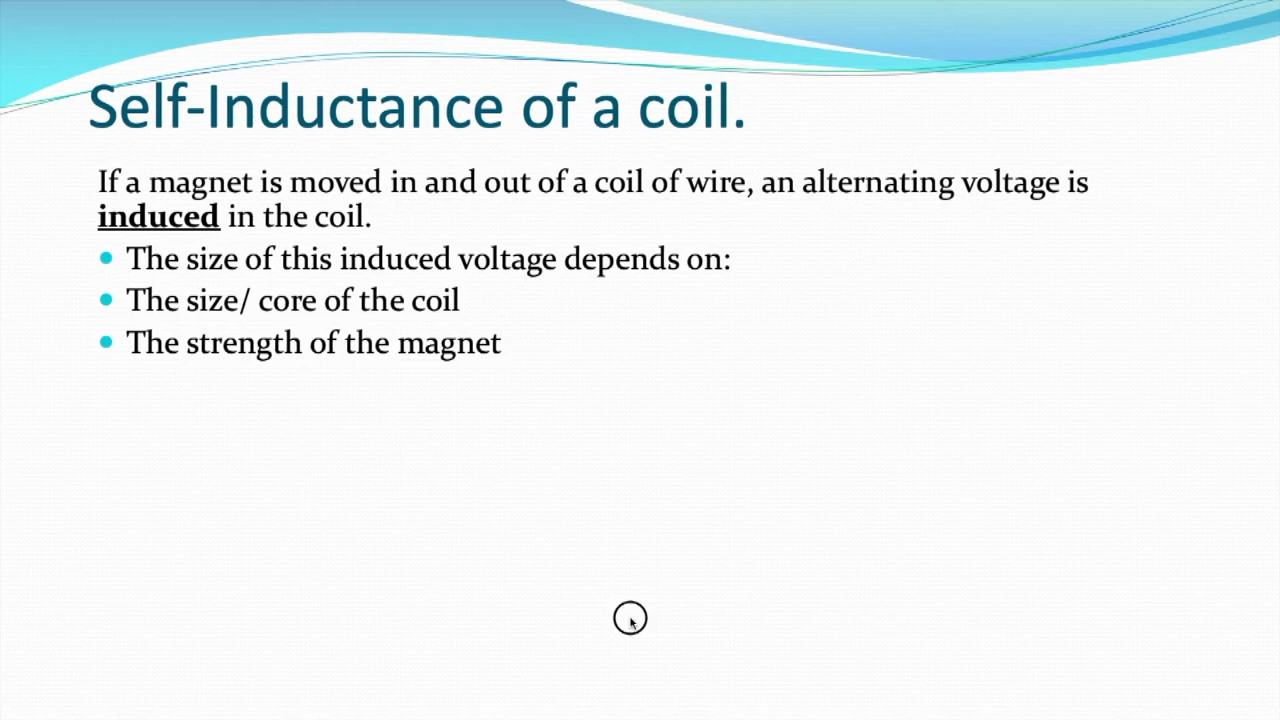 Self-Inductance of a coil.
If a magnet is moved in and out of a coil of wire, an alternating voltage is
induced in the coil.
The size of this induced voltage depends on:
The size/ core of the coil
The strength of the magnet